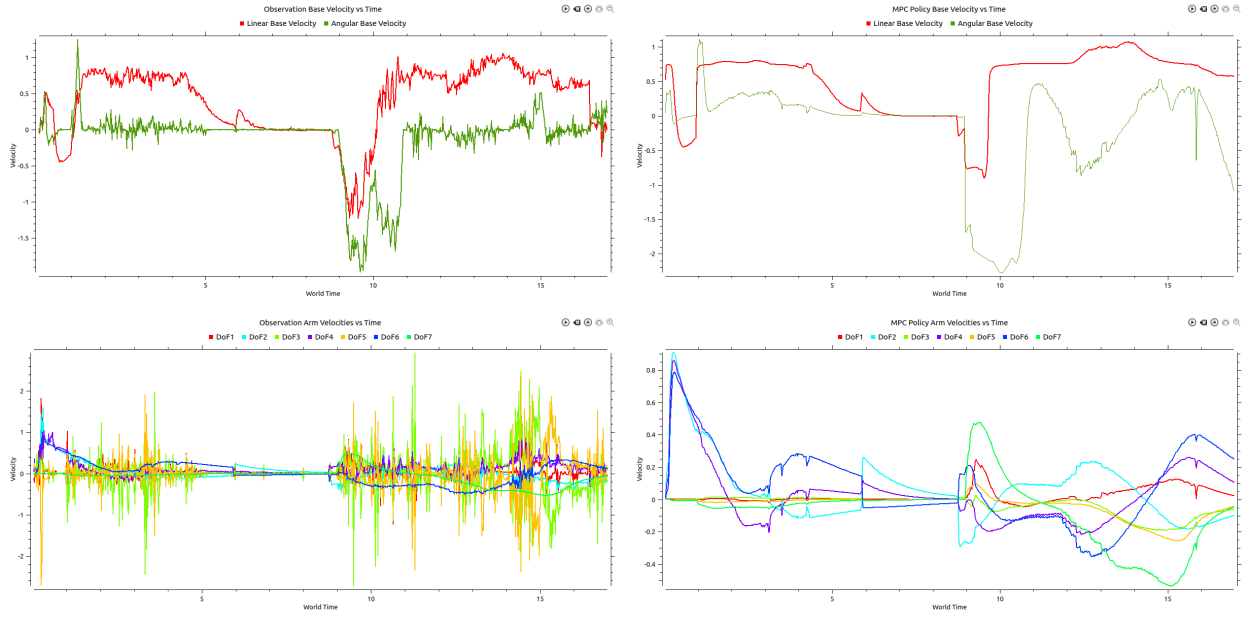 Observation Base Velocity vs Time
Linear Base Velocity Angular Base Velocity
Velocity
1
0.5
0
-0.5
-1
-1.5
5 10 15
World Time
MPC Policy Base Velocity vs Time
Linear Base Velocity Angular Base Velocity
Velocity
1
0.5
0
-0.5
-1
-1.5
-2
5 10 15
World Time
Observation Arm Velocities vs Time
DoF1 DoF2 DoF3 DoF4 DoF5 DoF6 DoF7
Velocity
2
1
0
-1
-2
5 10 15
World Time
MPC Policy Arm Velocities vs Time
DoF1 DoF2 DoF3 DoF4 DoF5 DoF6 DoF7
Velocity
0.8
0.6
0.4
0.2
0
-0.2
-0.4
5 10 15
World Time